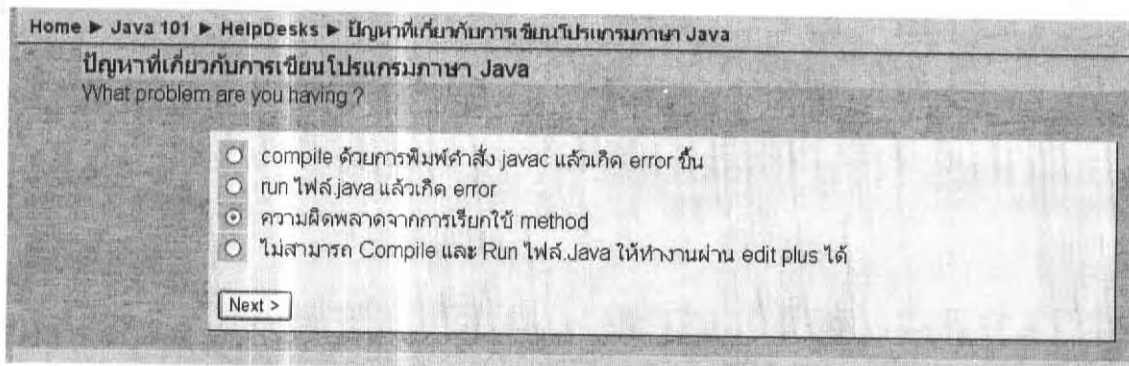 Home ► Java 101 ► HelpDesks ► ปัญหาที่เกี่ยวกับการเขียนโปรแกรมภาษา Java
ปัญหาที่เกี่ยวกับการเขียนโปรแกรมภาษา Java
What problem are you having ?
compile ด้วยการพิมพ์คำสั่ง javac แล้วเกิด error ขึ้น
run ไฟล์.java แล้วเกิด error
ความผิดพลาดจากการเรียกใช้ method
ไม่สามารถ Compile และ Run ไฟล์.Java ให้ทำงานผ่าน edit plus ได้
Next >